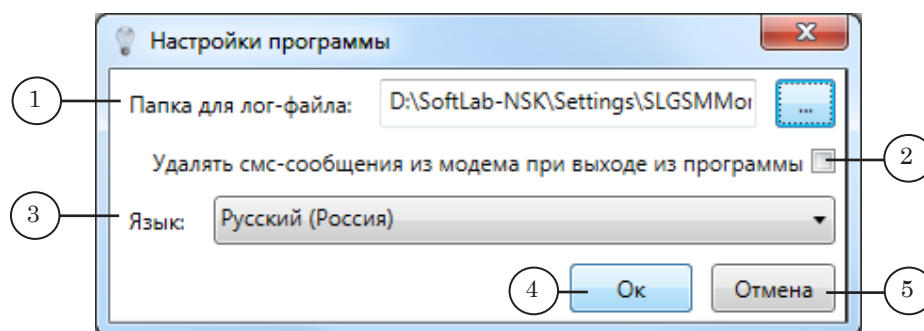 Настройки программы
1 Папка для лог-файла: D:\SoftLab-NSK\Settings\SLGSMMo ...
Удалять смс-сообщения из модема при выходе из программы 2
3 Язык: Русский (Россия)
4 Ок Отмена 5